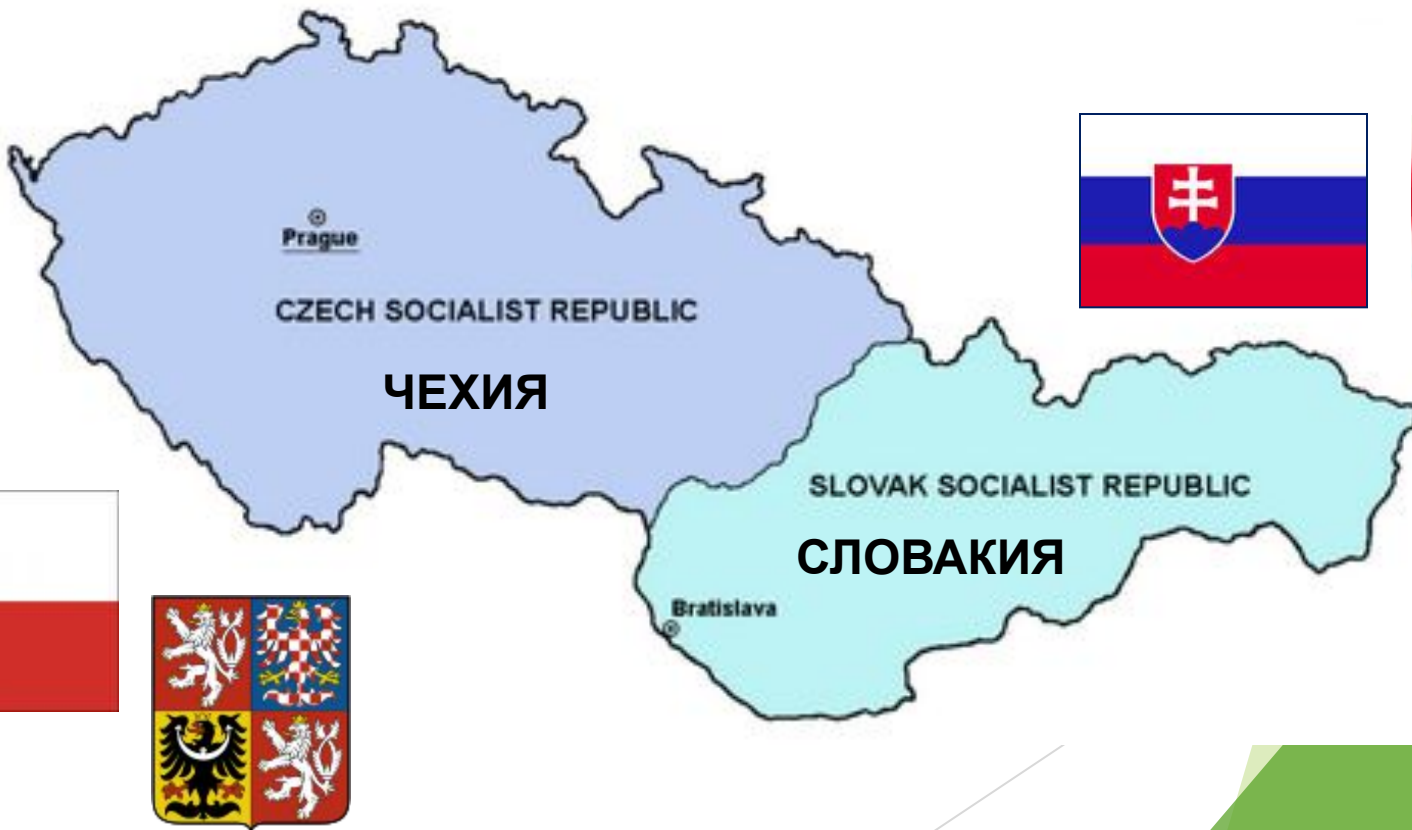 Prague
CZECH SOCIALIST REPUBLIC
ЧЕХИЯ
SLOVAK SOCIALIST REPUBLIC
СЛОВАКИЯ
Bratislava